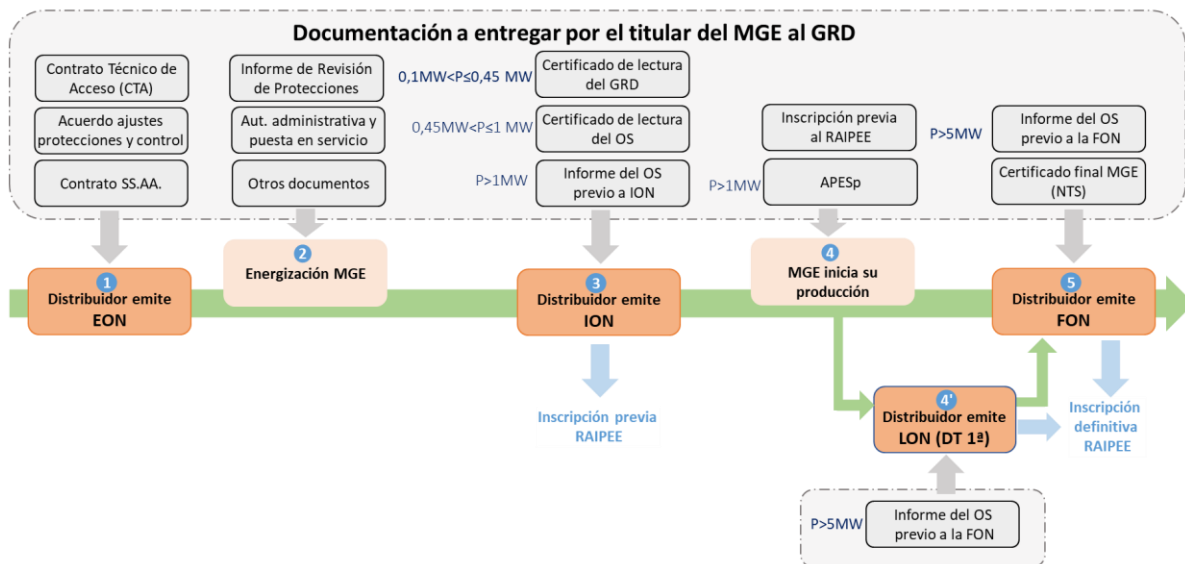 Documentación a entregar por el titular del MGE al GRD
Contrato Técnico de
Acceso (CTA)
Acuerdo ajustes
protecciones y control
Contrato SS.AA.
Informe de Revisión
de Protecciones
Aut. administrativa y
puesta en servicio
Otros documentos
0,1MW<P≤0,45 MW
Certificado de lectura
del GRD
0,45MW<P≤1 MW
Certificado de lectura
del OS
P>1MW
Informe del OS
previo a ION
Inscripción previa
al RAIPEE
P>1MW
APESp
P>5MW
Informe del OS
previo a la FON
Certificado final MGE
(NTS)
1
Distribuidor emite
EON
2
Energización MGE
3
Distribuidor emite
ION
4
MGE inicia su
producción
5
Distribuidor emite
FON
Inscripción previa
RAIPEE
4'
Distribuidor emite
LON (DT 1ª)
Inscripción
definitiva
RAIPEE
P>5MW
Informe del OS
previo a la FON